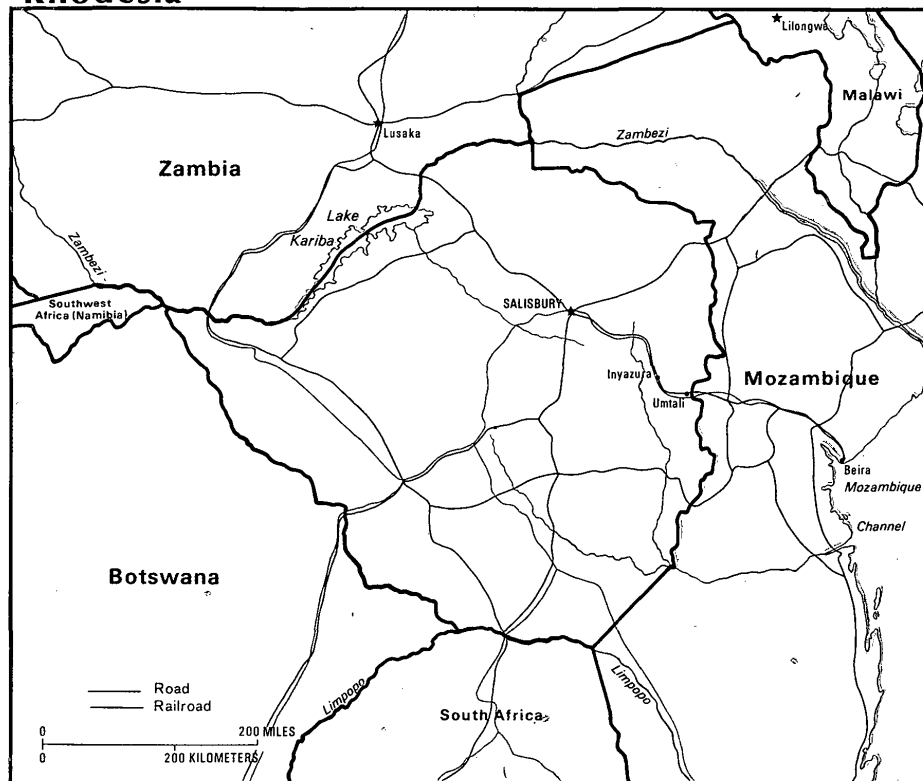 Rhodesia
Lilongwe
Malawi
Lusaka
Zambezi
Zambia
Lake
Kariba
Zambezi
Southwest
Africa (Namibia)
SALISBURY
Inyazura
Mozambique
Umtali
Beira
Mozambique
Channel
Botswana
Limpopo
Limpopo
South Africa
Road
Railroad
0 200 MILES
0 200 KILOMETERS